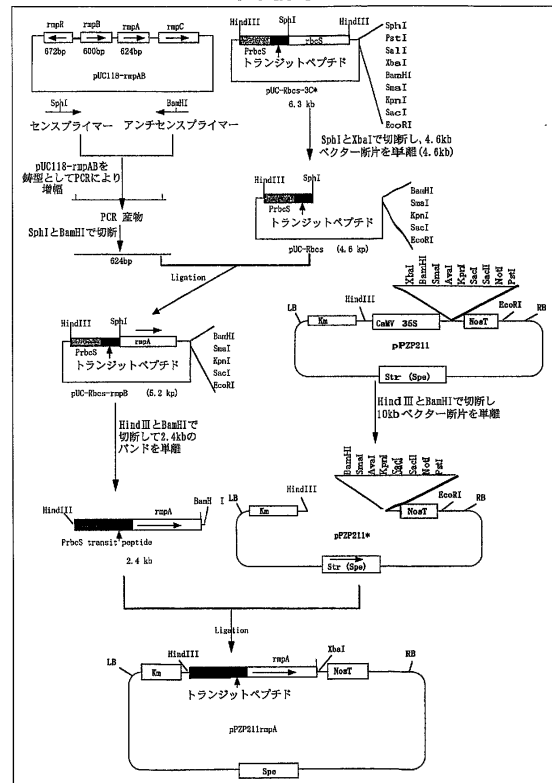 rmpR rmpB rmpA rmpC
672bp 600bp 624bp
pUC118-rmpAB
SphI BamHI
センスプライマー アンチセンスプライマー
pUC118-rmpABを
鋳型としてPCRにより
増幅
PCR 産物
SphIとBamHIで切断
624bp
HindIII SphI HindIII
rbcS
PrbcS
トランジットペプチド
pUC-Rbcs-3C*
6.3 kb
SphI
PstI
SalI
XbaI
BamHI
SmaI
KpnI
SacI
EcoRI
SphIとXbaIで切断し、4.6kb
ベクター断片を単離(4.6kb)
HindIII SphI
PrbcS
トランジットペプチド
pUC-Rbcs (4.6 kp)
BamHI
SmaI
KpnI
SacI
EcoRI
Ligation
HindIII SphI
rmpA
PrbcS
トランジットペプチド
pUC-Rbcs-rmpB (5.2 kp)
BamHI
SmaI
KpnI
SacI
EcoRI
HindⅢとBamHIで
切断して2.4kbの
バンドを単離
XbaI
BamHI
SmaI
AvaI
KpnI
SacI
SacII
NotI
PstI
LB Km HindIII CaMV 35S NosT EcoRI RB
pPZP211
Str (Spe)
HindⅢとBamHIで切断し
10kbベクター断片を単離
HindIII rmpA BamH I
PrbcS transit peptide
2.4 kb
BamHI
SmaI
AvaI
KpnI
SacI
SacII
NotI
PstI
LB Km HindIII NosT EcoRI RB
pPZP211*
Str (Spe)
Ligation
LB Km HindIII rmpA XbaI NosT RB
トランジットペプチド
pPZP211rmpA
Spe